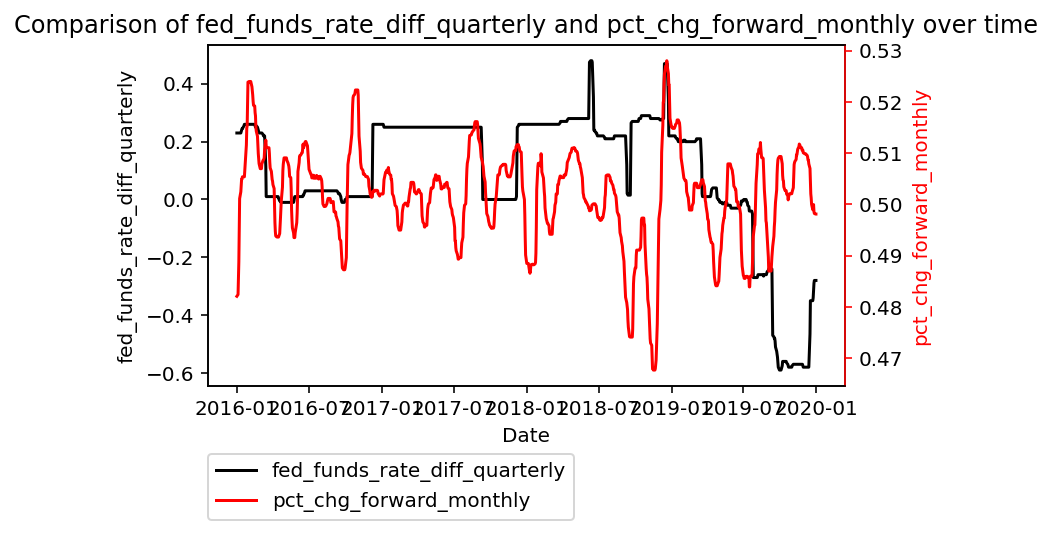 Comparison of fed_funds_rate_diff_quarterly and pct_chg_forward_monthly over time
fed_funds_rate_diff_quarterly
0.4
0.2
0.0
−0.2
−0.4
−0.6
0.53
0.52
0.51
0.50
0.49
0.48
0.47
pct_chg_forward_monthly
2016-01 2016-07 2017-01 2017-07 2018-01 2018-07 2019-01 2019-07 2020-01
Date
fed_funds_rate_diff_quarterly
pct_chg_forward_monthly